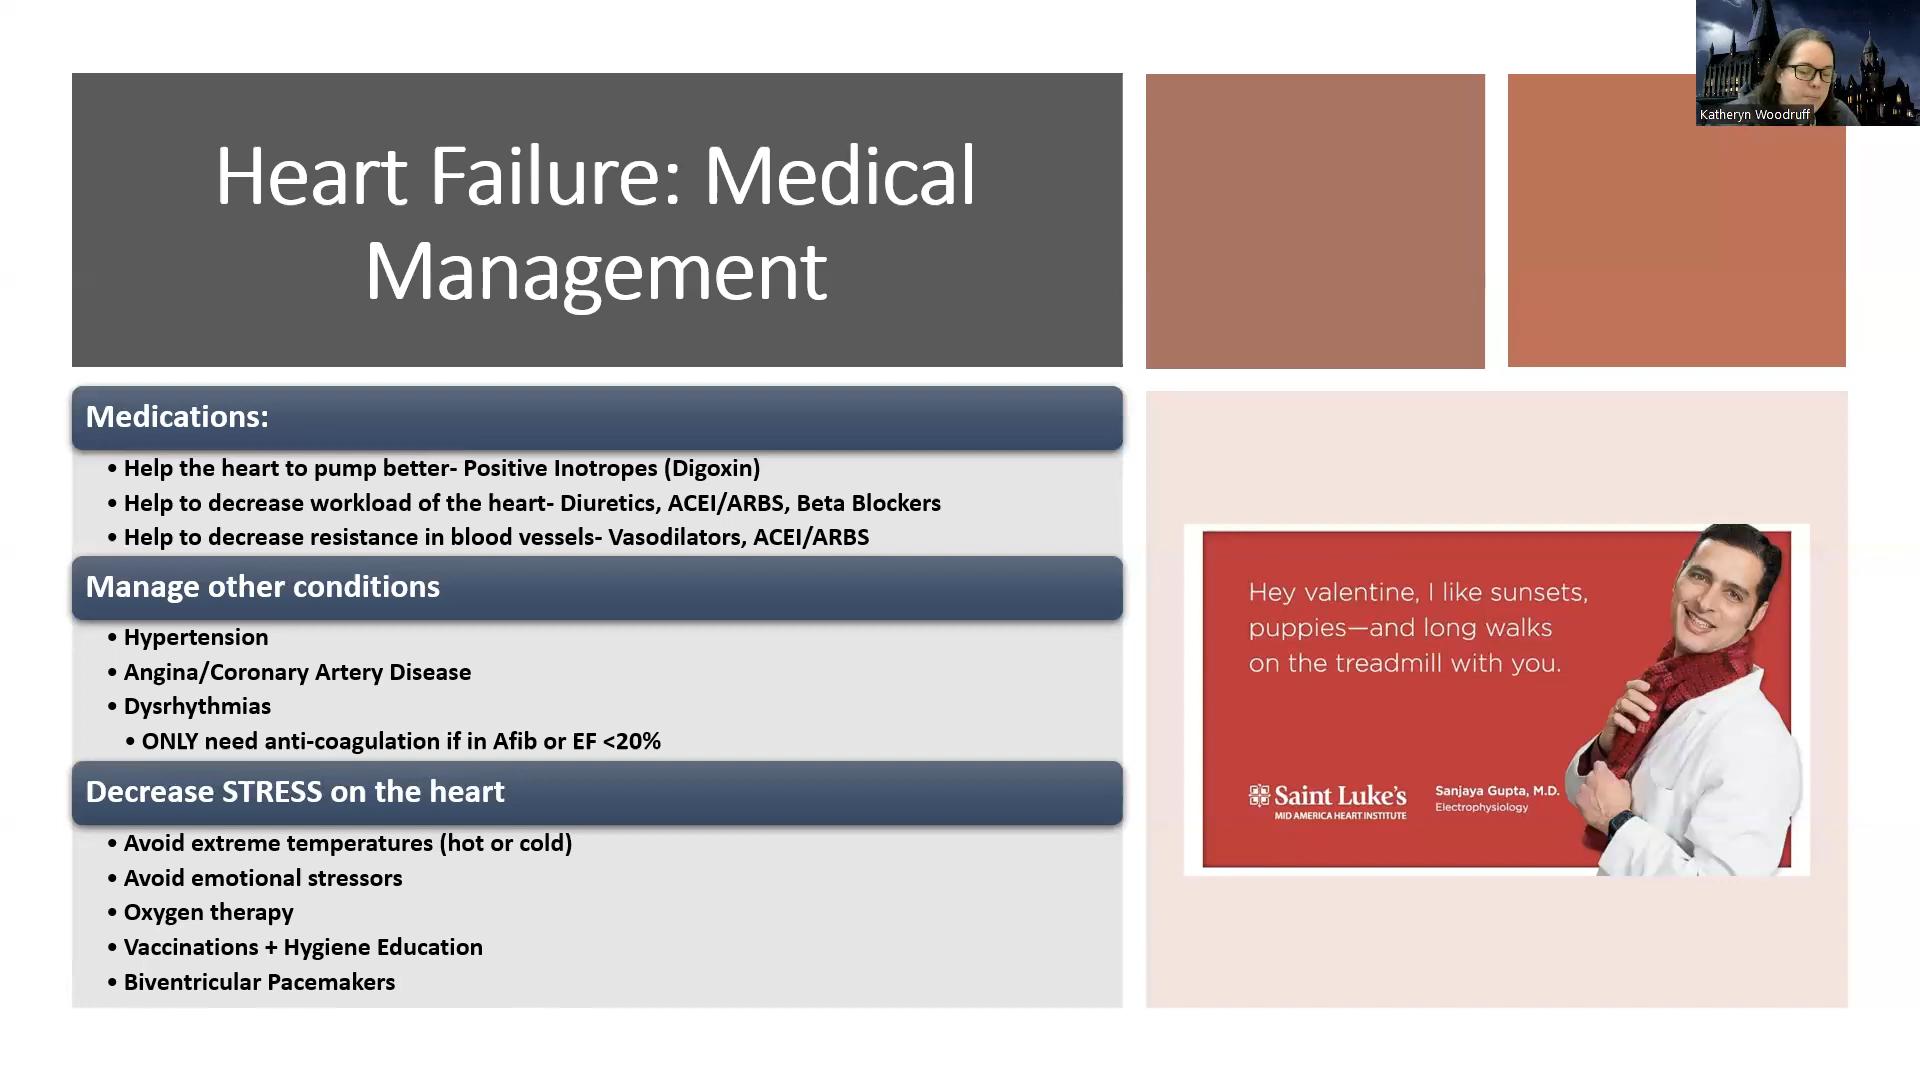 Heart Failure: Medical
Management
Katheryn Woodruff
Medications:
• Help the heart to pump better- Positive Inotropes (Digoxin)
• Help to decrease workload of the heart- Diuretics, ACEI/ARBS, Beta Blockers
• Help to decrease resistance in blood vessels- Vasodilators, ACEI/ARBS
Manage other conditions
• Hypertension
• Angina/Coronary Artery Disease
• Dysrhythmias
• ONLY need anti-coagulation if in Afib or EF <20%
Decrease STRESS on the heart
• Avoid extreme temperatures (hot or cold)
• Avoid emotional stressors
• Oxygen therapy
• Vaccinations + Hygiene Education
• Biventricular Pacemakers
Hey valentine, I like sunsets,
puppies—and long walks
on the treadmill with you.
Saint Luke's
MID AMERICA HEART INSTITUTE
Sanjaya Gupta, M.D.
Electrophysiology